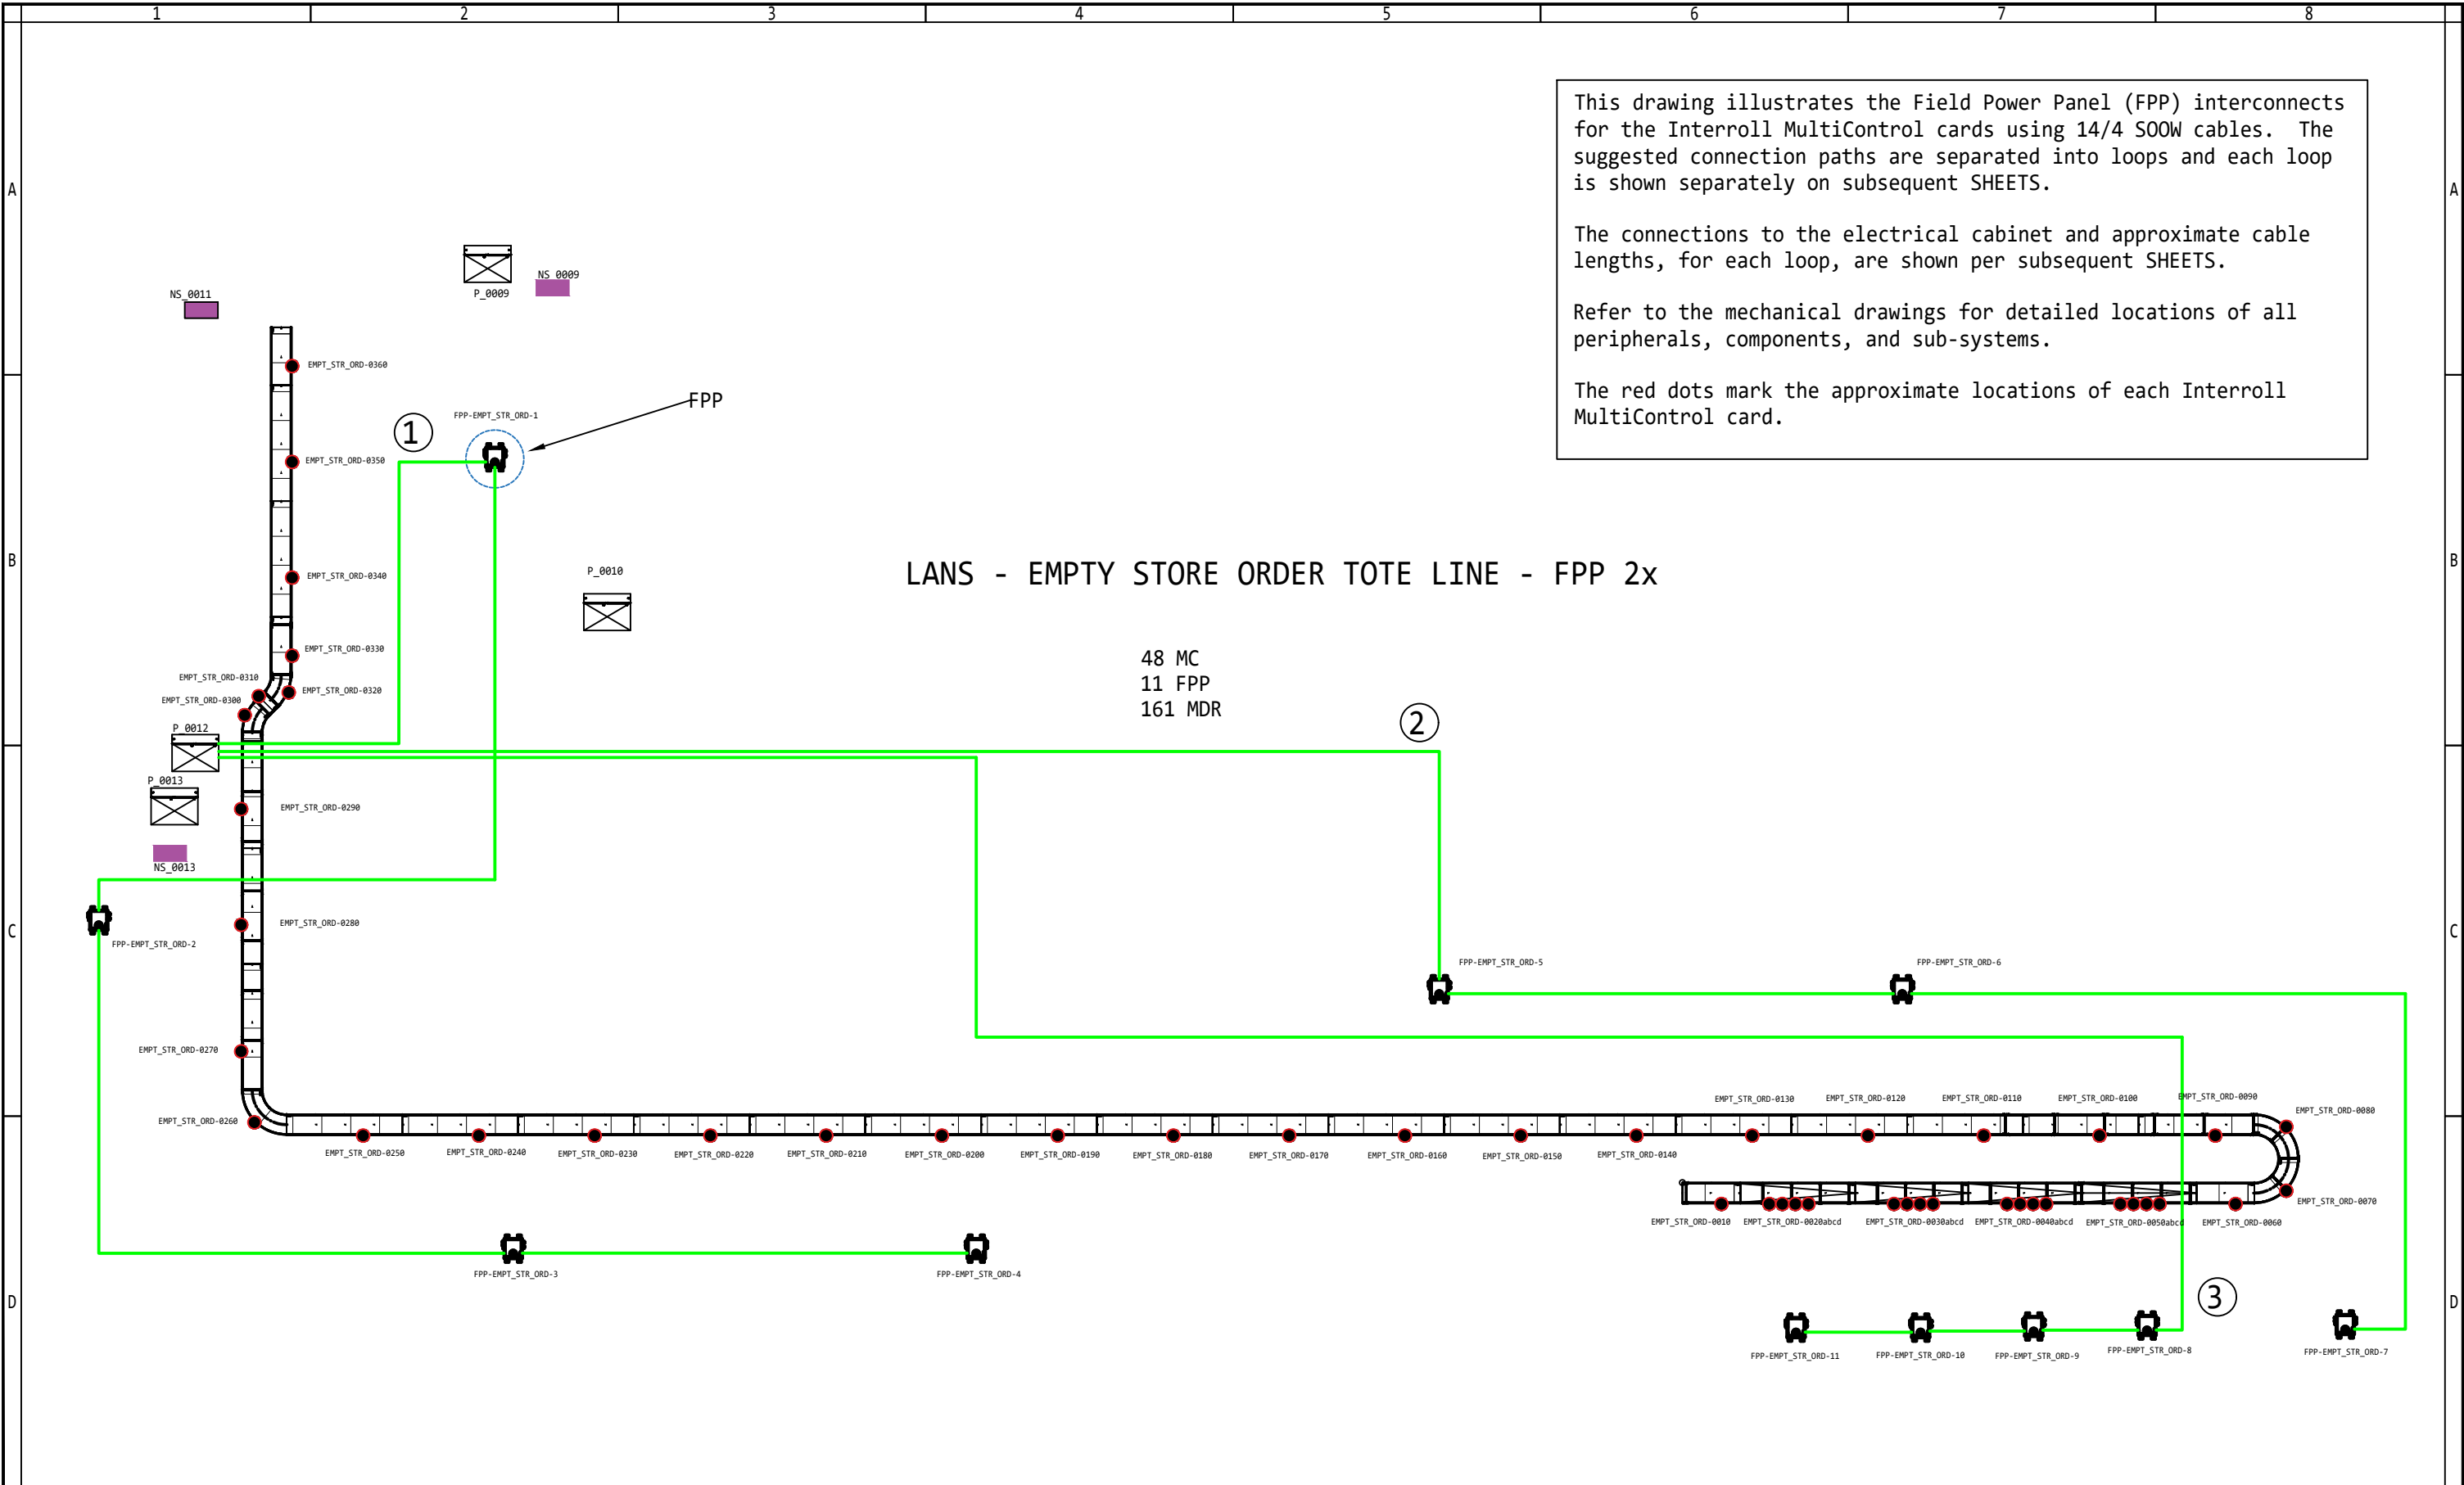 1 2 3 4 5 6 7 8
This drawing illustrates the Field Power Panel (FPP) interconnects
for the Interroll MultiControl cards using 14/4 SOOW cables. The
suggested connection paths are separated into loops and each loop
is shown separately on subsequent SHEETS.
The connections to the electrical cabinet and approximate cable
lengths, for each loop, are shown per subsequent SHEETS.
Refer to the mechanical drawings for detailed locations of all
peripherals, components, and sub-systems.
The red dots mark the approximate locations of each Interroll
MultiControl card.
A
A
NS_0009
P_0009
NS_0011
EMPT_STR_ORD-0360
FPP
FPP-EMPT_STR_ORD-1
1
EMPT_STR_ORD-0350
B
B
LANS - EMPTY STORE ORDER TOTE LINE - FPP 2x
P_0010
EMPT_STR_ORD-0340
EMPT_STR_ORD-0330
48 MC
11 FPP
161 MDR
EMPT_STR_ORD-0310
EMPT_STR_ORD-0320
EMPT_STR_ORD-0300
2
P_0012
P_0013
EMPT_STR_ORD-0290
NS_0013
EMPT_STR_ORD-0280
C
C
FPP-EMPT_STR_ORD-2
FPP-EMPT_STR_ORD-5
FPP-EMPT_STR_ORD-6
EMPT_STR_ORD-0270
EMPT_STR_ORD-0130
EMPT_STR_ORD-0120
EMPT_STR_ORD-0110
EMPT_STR_ORD-0100
EMPT_STR_ORD-0090
EMPT_STR_ORD-0080
EMPT_STR_ORD-0260
EMPT_STR_ORD-0250
EMPT_STR_ORD-0240
EMPT_STR_ORD-0230
EMPT_STR_ORD-0220
EMPT_STR_ORD-0210
EMPT_STR_ORD-0200
EMPT_STR_ORD-0190
EMPT_STR_ORD-0180
EMPT_STR_ORD-0170
EMPT_STR_ORD-0160
EMPT_STR_ORD-0150
EMPT_STR_ORD-0140
EMPT_STR_ORD-0070
EMPT_STR_ORD-0010
EMPT_STR_ORD-0020abcd
EMPT_STR_ORD-0030abcd
EMPT_STR_ORD-0040abcd
EMPT_STR_ORD-0050abcd
EMPT_STR_ORD-0060
FPP-EMPT_STR_ORD-3
FPP-EMPT_STR_ORD-4
D
D
3
FPP-EMPT_STR_ORD-11
FPP-EMPT_STR_ORD-10
FPP-EMPT_STR_ORD-9
FPP-EMPT_STR_ORD-8
FPP-EMPT_STR_ORD-7